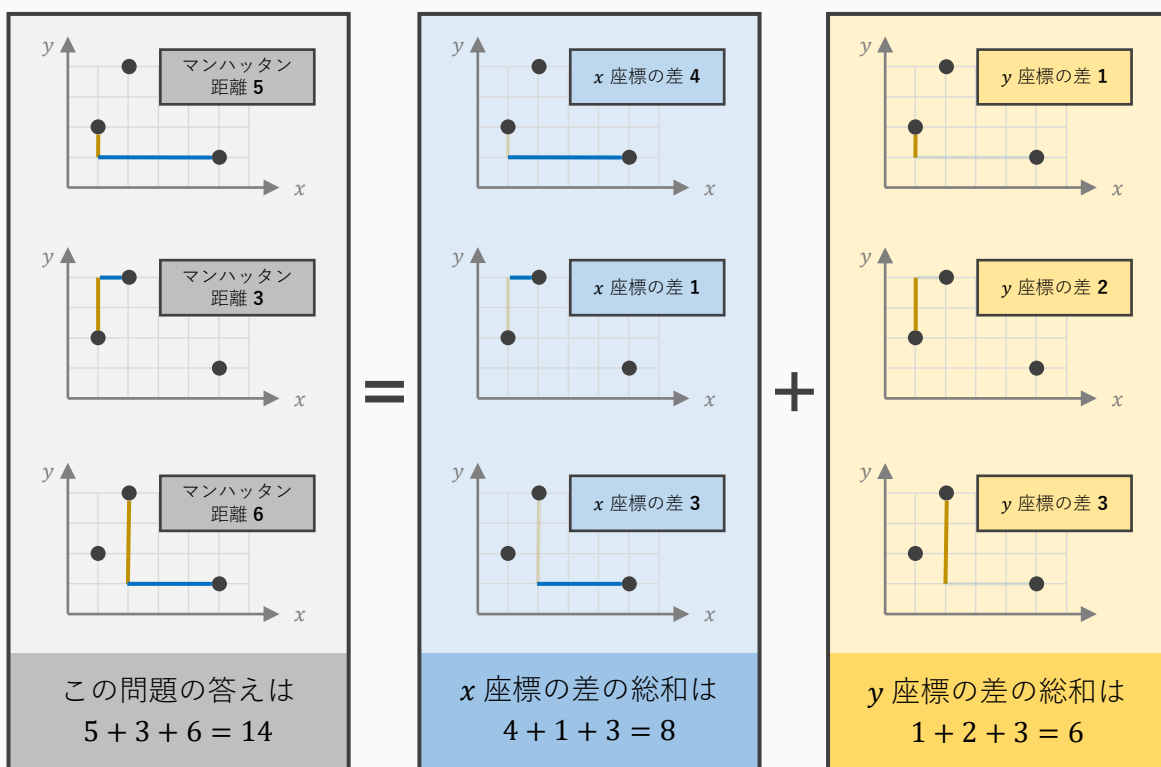 y
マンハッタン
距離 5
x
y
マンハッタン
距離 3
x
y
マンハッタン
距離 6
x
この問題の答えは
5 + 3 + 6 = 14
=
y
x 座標の差 4
x
y
x 座標の差 1
x
y
x 座標の差 3
x
x 座標の差の総和は
4 + 1 + 3 = 8
+
y
y 座標の差 1
x
y
y 座標の差 2
x
y
y 座標の差 3
x
y 座標の差の総和は
1 + 2 + 3 = 6